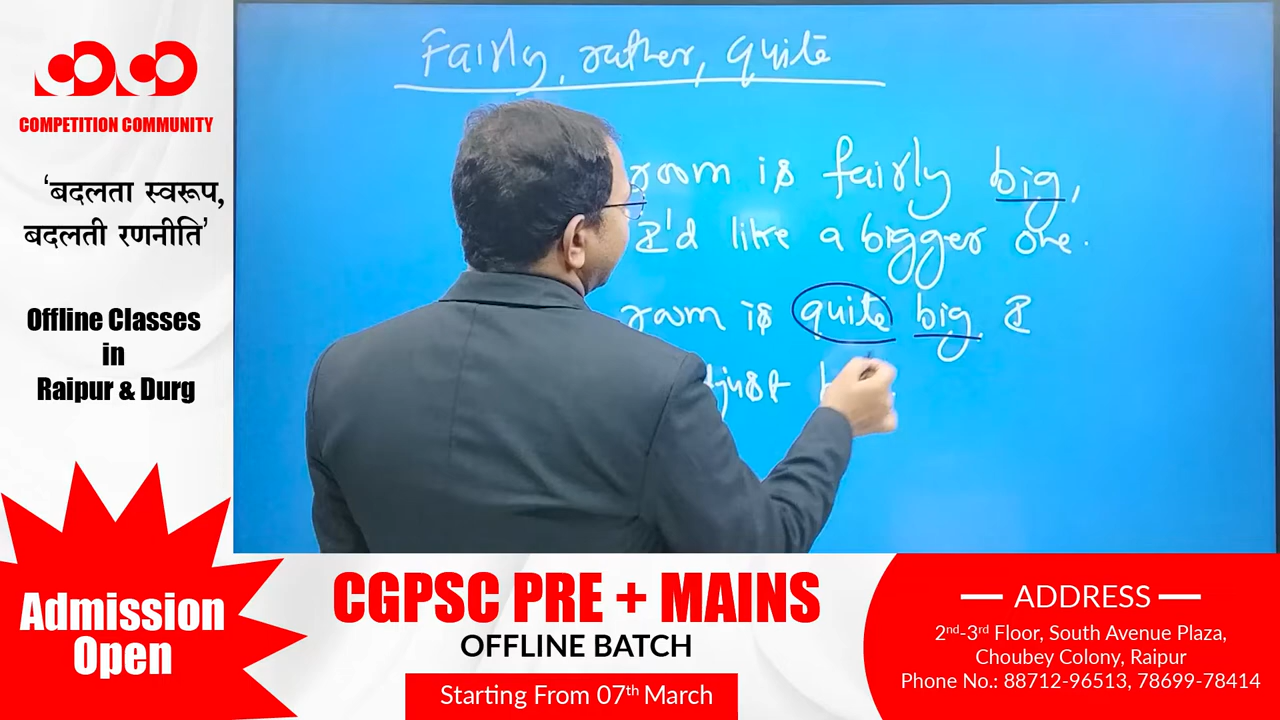 COMPETITION COMMUNITY
‘बदलता स्वरूप,
बदलती रणनीति’
Offline Classes
in
Raipur & Durg
Fairly, rather, quite
room is fairly big,
I'd like a bigger one.
room is quite big I
Admission
Open
CGPSC PRE + MAINS
OFFLINE BATCH
Starting From 07th March
ADDRESS
2nd-3rd Floor, South Avenue Plaza,
Choubey Colony, Raipur
Phone No.: 88712-96513, 78699-78414